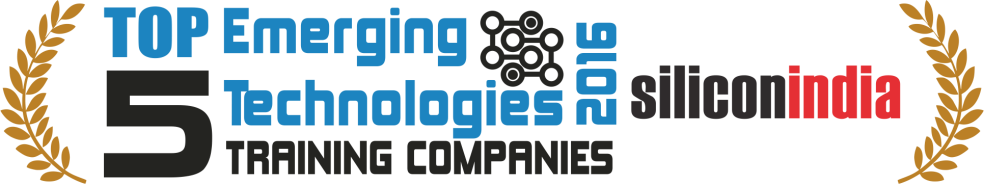 TOP Emerging
5 Technologies 2016
TRAINING COMPANIES
siliconindia